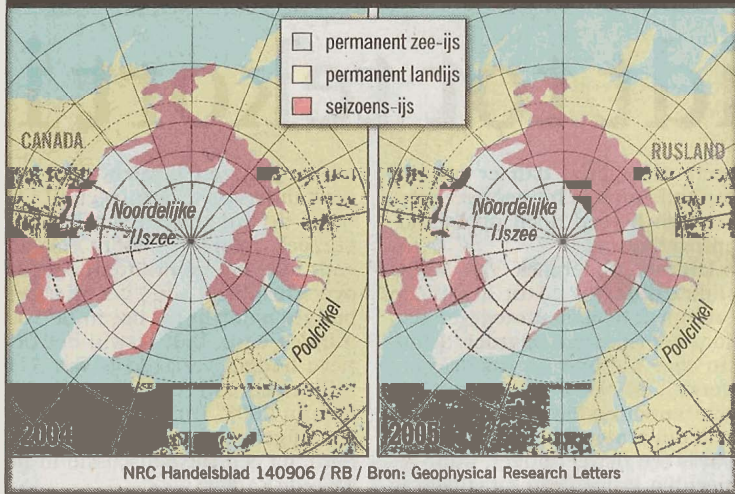 permanent zee-ijs
permanent landijs
seizoens-ijs
CANADA
Noordelijke
IJszee
Poolcirkel
2004
RUSLAND
Noordelijke
IJszee
Poolcirkel
2005
NRC Handelsblad 140906 / RB / Bron: Geophysical Research Letters